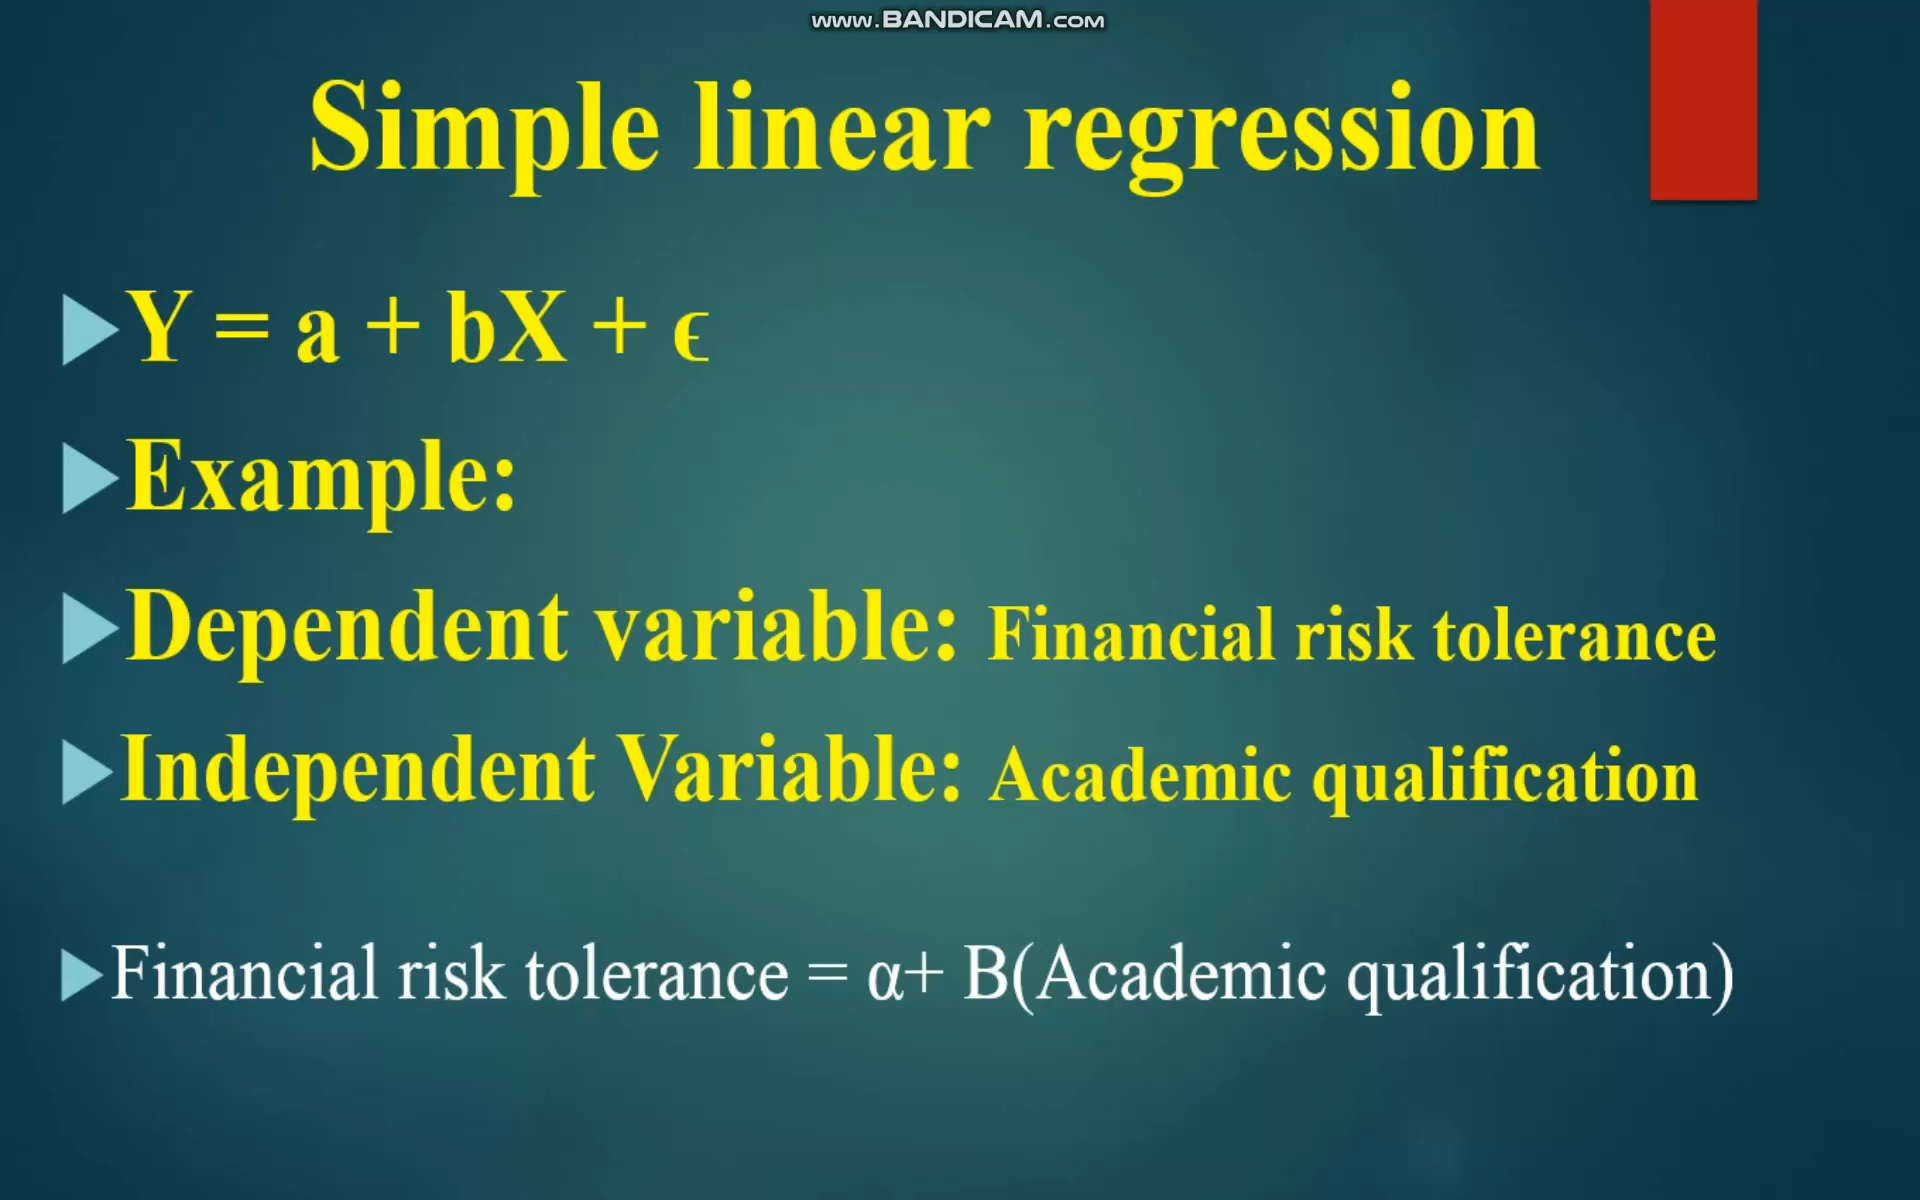 www.BANDICAM.com
Simple linear regression
Y = a + bX + ϵ
Example:
Dependent variable: Financial risk tolerance
Independent Variable: Academic qualification
Financial risk tolerance = α+ B(Academic qualification)